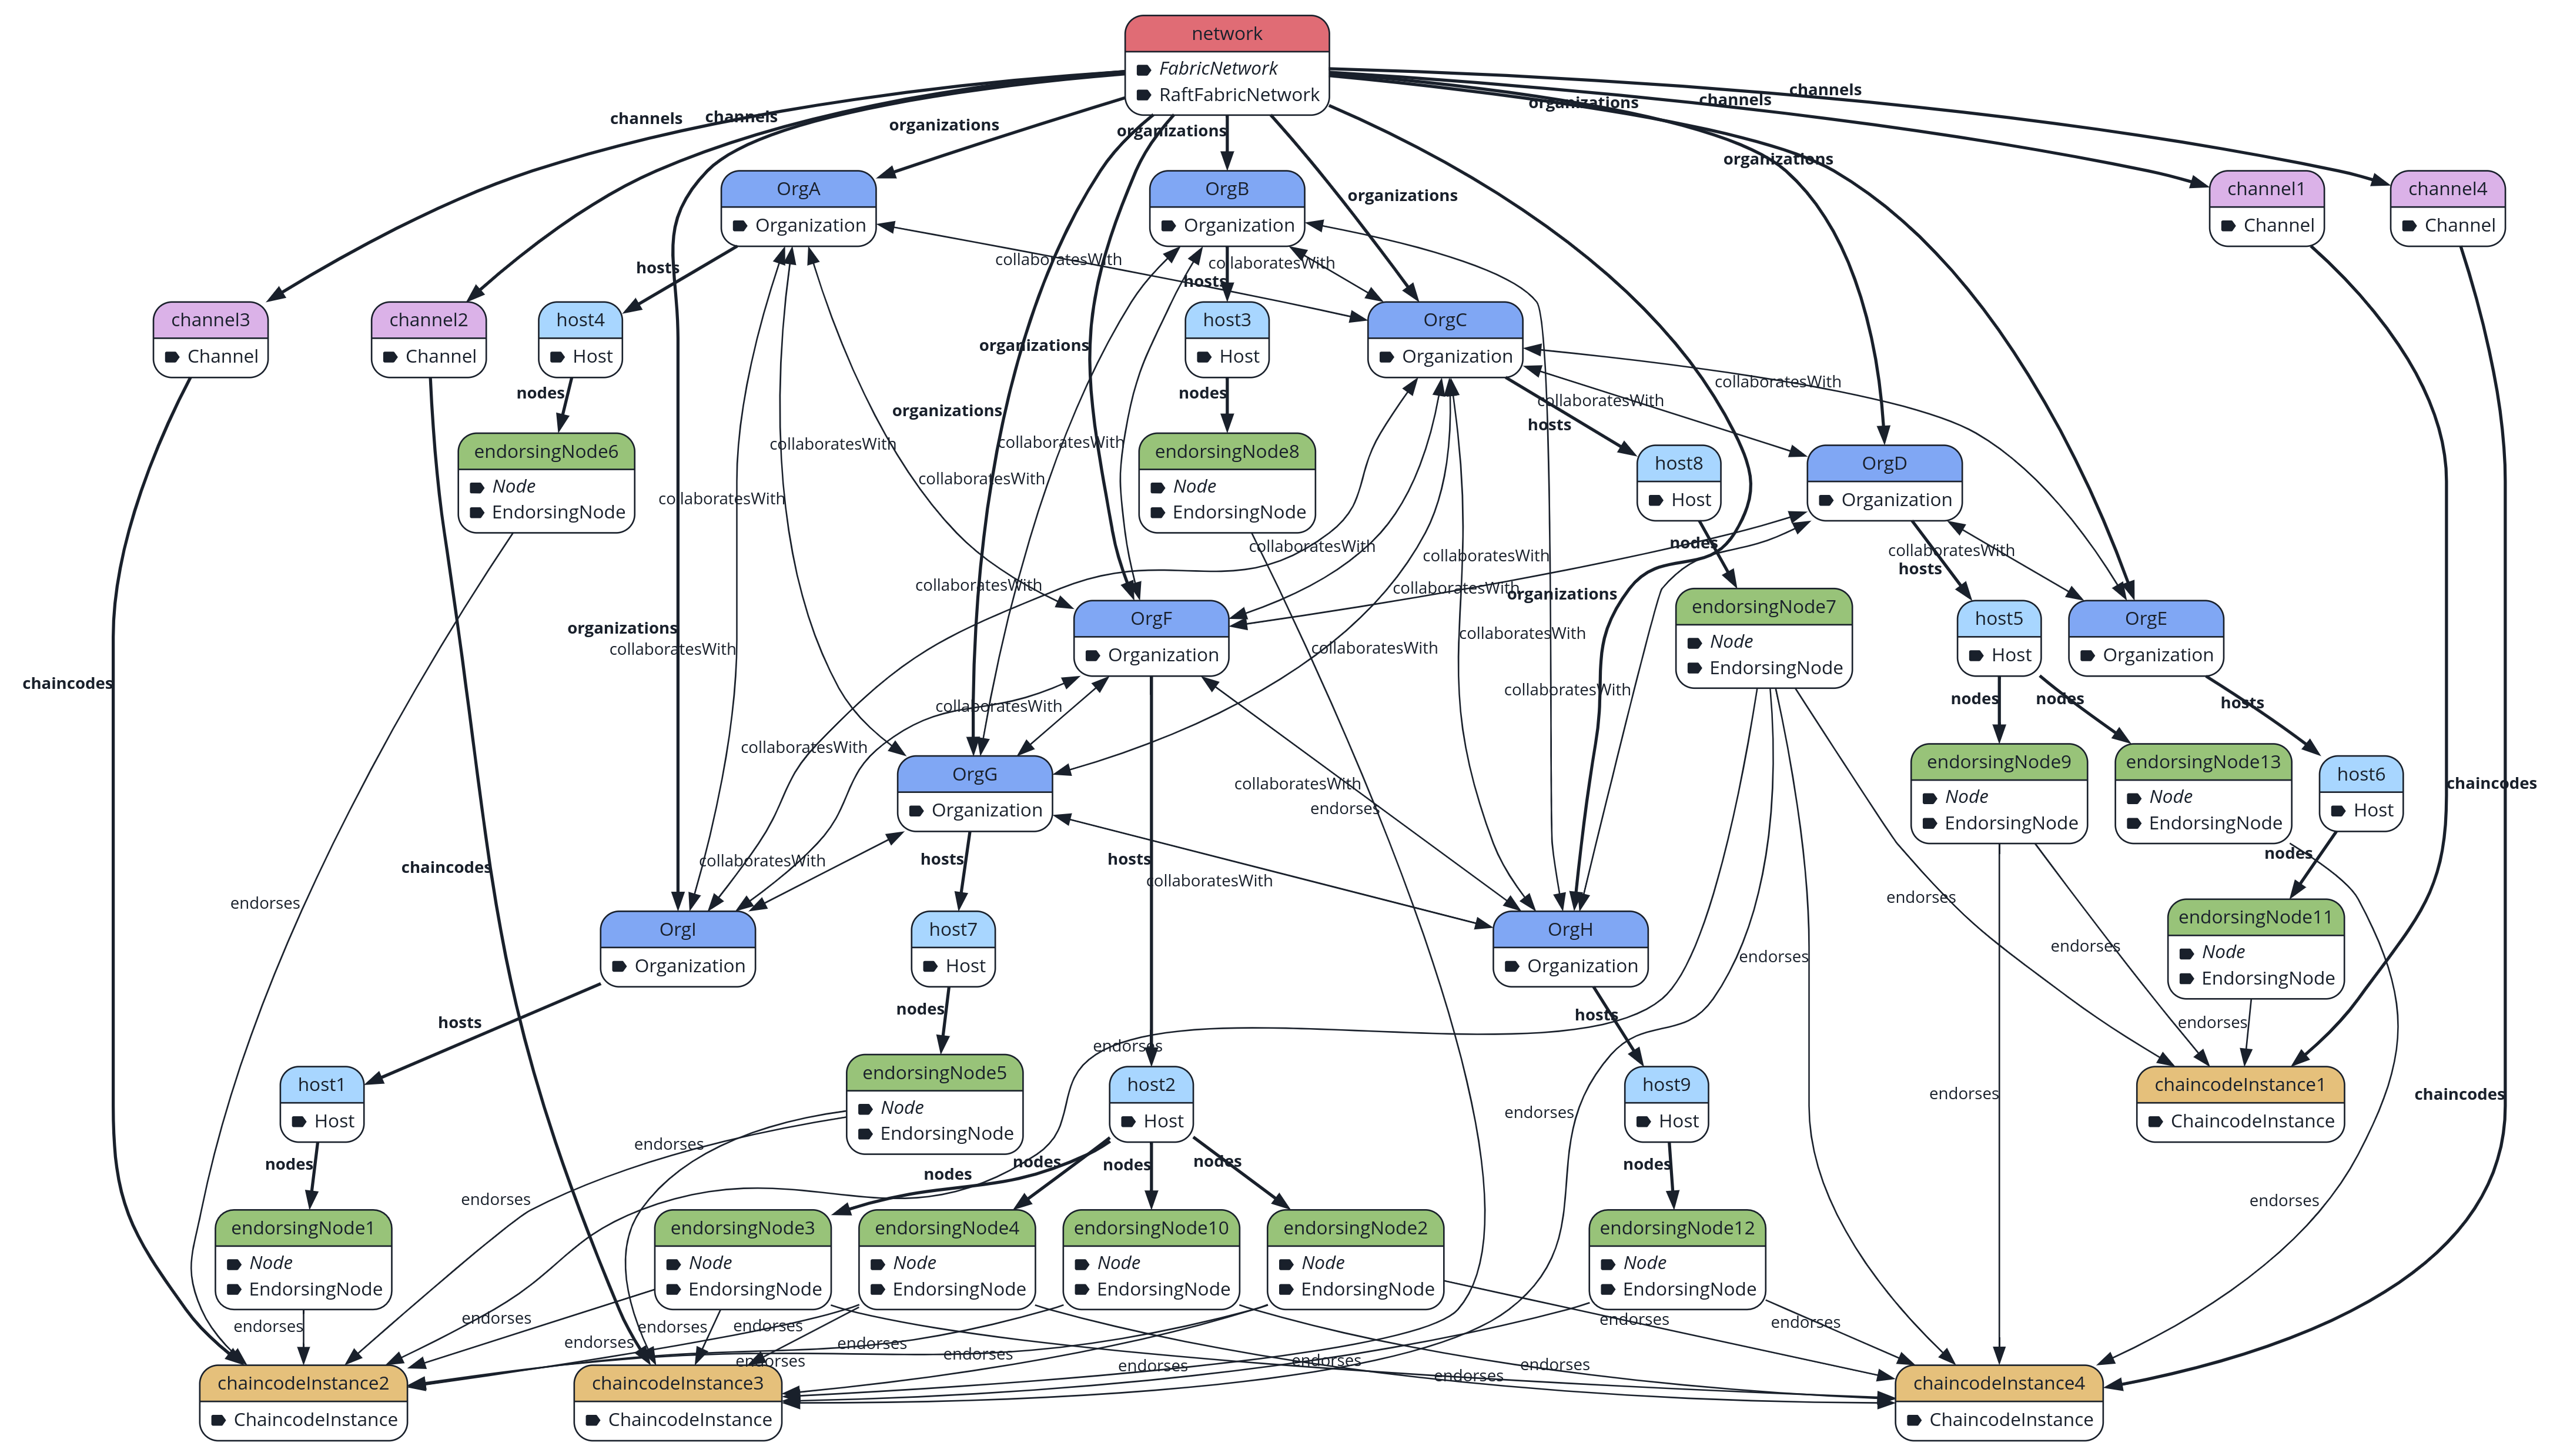 network
FabricNetwork
RaftFabricNetwork
channels
organizations
channels
channels
channels
organizations
organizations
organizations
OrgA
Organization
OrgB
Organization
organizations
channel1
Channel
channel4
Channel
collaboratesWith
collaboratesWith
hosts
hosts
channel3
Channel
channel2
Channel
host4
Host
host3
Host
OrgC
Organization
organizations
collaboratesWith
nodes
nodes
collaboratesWith
organizations
hosts
collaboratesWith
collaboratesWith
endorsingNode6
Node
EndorsingNode
endorsingNode8
Node
EndorsingNode
host8
Host
OrgD
Organization
collaboratesWith
collaboratesWith
collaboratesWith
collaboratesWith
nodes
collaboratesWith
hosts
collaboratesWith
collaboratesWith
organizations
OrgF
Organization
endorsingNode7
Node
EndorsingNode
host5
Host
OrgE
Organization
organizations
collaboratesWith
collaboratesWith
collaboratesWith
chaincodes
collaboratesWith
collaboratesWith
nodes
nodes
hosts
collaboratesWith
OrgG
Organization
collaboratesWith
endorses
endorsingNode9
Node
EndorsingNode
endorsingNode13
Node
EndorsingNode
host6
Host
chaincodes
chaincodes
collaboratesWith
hosts
hosts
collaboratesWith
nodes
endorses
endorses
OrgI
Organization
host7
Host
OrgH
Organization
endorses
endorses
endorsingNode11
Node
EndorsingNode
hosts
nodes
endorses
hosts
endorses
host1
Host
endorsingNode5
Node
EndorsingNode
host2
Host
host9
Host
endorses
endorses
chaincodeInstance1
ChaincodeInstance
chaincodes
endorses
nodes
nodes
nodes
nodes
nodes
nodes
endorses
endorses
endorsingNode1
Node
EndorsingNode
endorsingNode3
Node
EndorsingNode
endorsingNode4
Node
EndorsingNode
endorsingNode10
Node
EndorsingNode
endorsingNode2
Node
EndorsingNode
endorsingNode12
Node
EndorsingNode
endorses
endorses
endorses
endorses
endorses
endorses
endorses
endorses
endorses
endorses
endorses
endorses
endorses
endorses
chaincodeInstance2
ChaincodeInstance
chaincodeInstance3
ChaincodeInstance
chaincodeInstance4
ChaincodeInstance